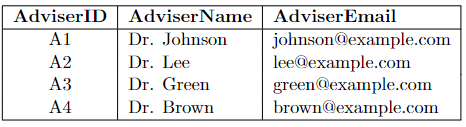 AdviserID AdviserName AdviserEmail
A1 Dr. Johnson johnson@example.com
A2 Dr. Lee lee@example.com
A3 Dr. Green green@example.com
A4 Dr. Brown brown@example.com